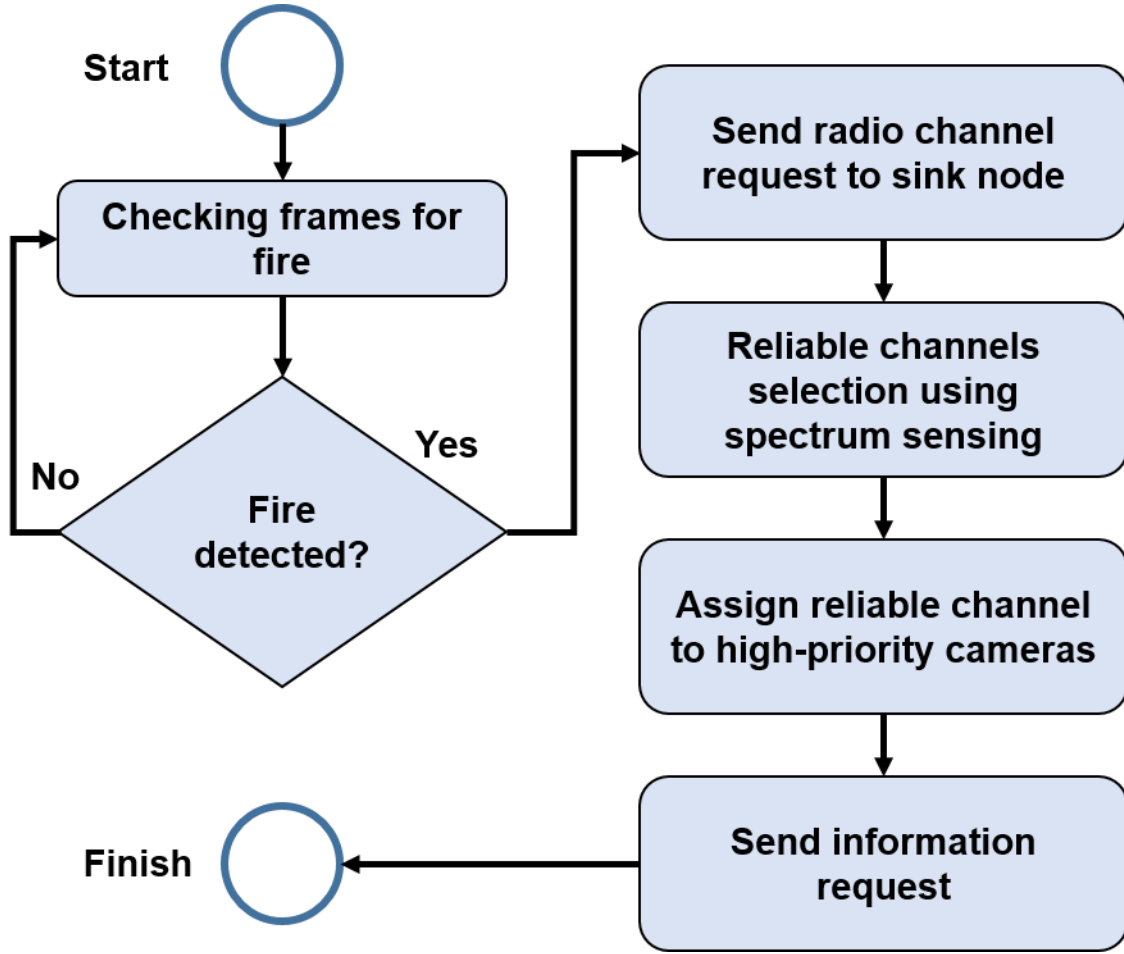 Start
Checking frames for
fire
No
Yes
Fire
detected?
Send radio channel
request to sink node
Reliable channels
selection using
spectrum sensing
Assign reliable channel
to high-priority cameras
Send information
request
Finish